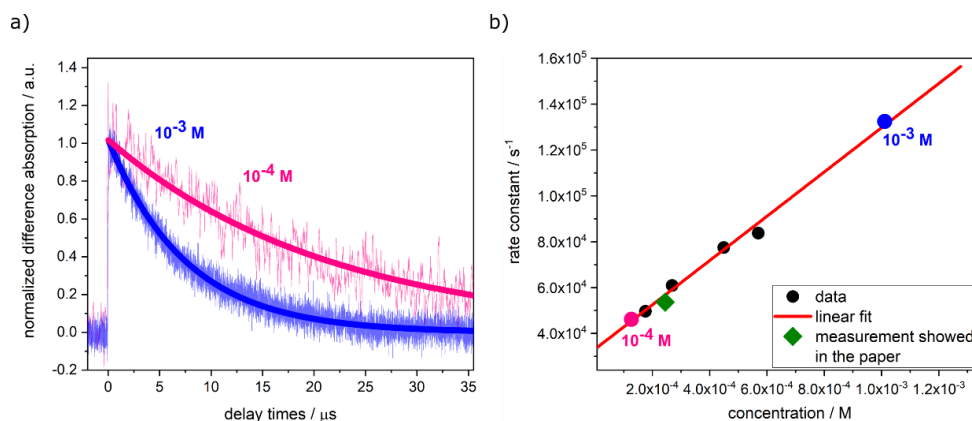 a)
normalized difference absorption / a.u.
1.4
1.2
1.0
0.8
0.6
0.4
0.2
0.0
-0.2
10⁻³ M
10⁻⁴ M
0 5 10 15 20 25 30 35
delay times / μs
b)
rate constant / s⁻¹
1.6x10⁵
1.4x10⁵
1.2x10⁵
1.0x10⁵
8.0x10⁴
6.0x10⁴
4.0x10⁴
10⁻³ M
10⁻⁴ M
data
linear fit
measurement showed
in the paper
2.0x10⁻⁴ 4.0x10⁻⁴ 6.0x10⁻⁴ 8.0x10⁻⁴ 1.0x10⁻³ 1.2x10⁻³
concentration / M